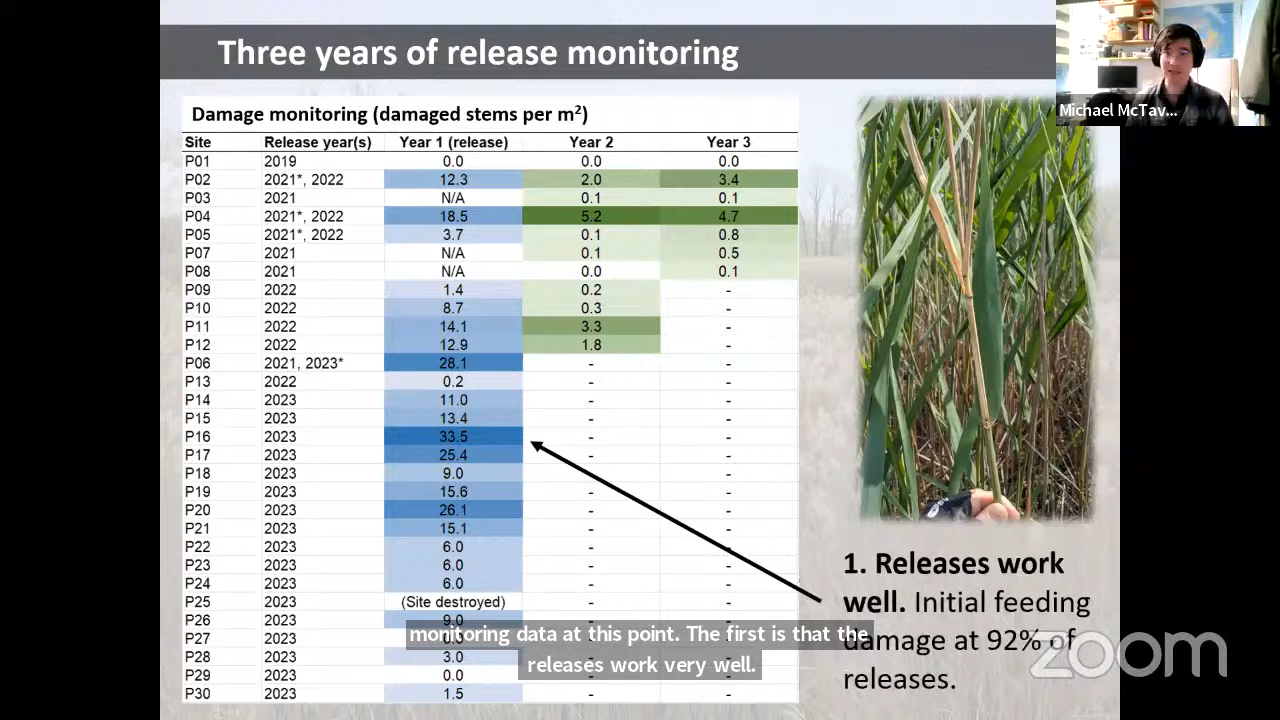 Three years of release monitoring
Michael McTav...
Damage monitoring (damaged stems per m²)
Site Release year(s) Year 1 (release) Year 2 Year 3
P01 2019 0.0 0.0 0.0
P02 2021*, 2022 12.3 2.0 3.4
P03 2021 N/A 0.1 0.1
P04 2021*, 2022 18.5 5.2 4.7
P05 2021*, 2022 3.7 0.1 0.8
P07 2021 N/A 0.1 0.5
P08 2021 N/A 0.0 0.1
P09 2022 1.4 0.2 -
P10 2022 8.7 0.3 -
P11 2022 14.1 3.3 -
P12 2022 12.9 1.8 -
P06 2021, 2023* 28.1 - -
P13 2022 0.2 - -
P14 2023 11.0 - -
P15 2023 13.4 - -
P16 2023 33.5 - -
P17 2023 25.4 - -
P18 2023 9.0 - -
P19 2023 15.6 - -
P20 2023 26.1 - -
P21 2023 15.1 - -
P22 2023 6.0 - -
P23 2023 6.0 - -
P24 2023 6.0 - -
P25 2023 (Site destroyed) - -
P26 2023 9.0 - -
P27 2023 - -
P28 2023 3.0 - -
P29 2023 0.0 - -
P30 2023 1.5 - -
1. Releases work
well. Initial feeding
damage at 92% of
releases.
monitoring data at this point. The first is that the
releases work very well.
zoom